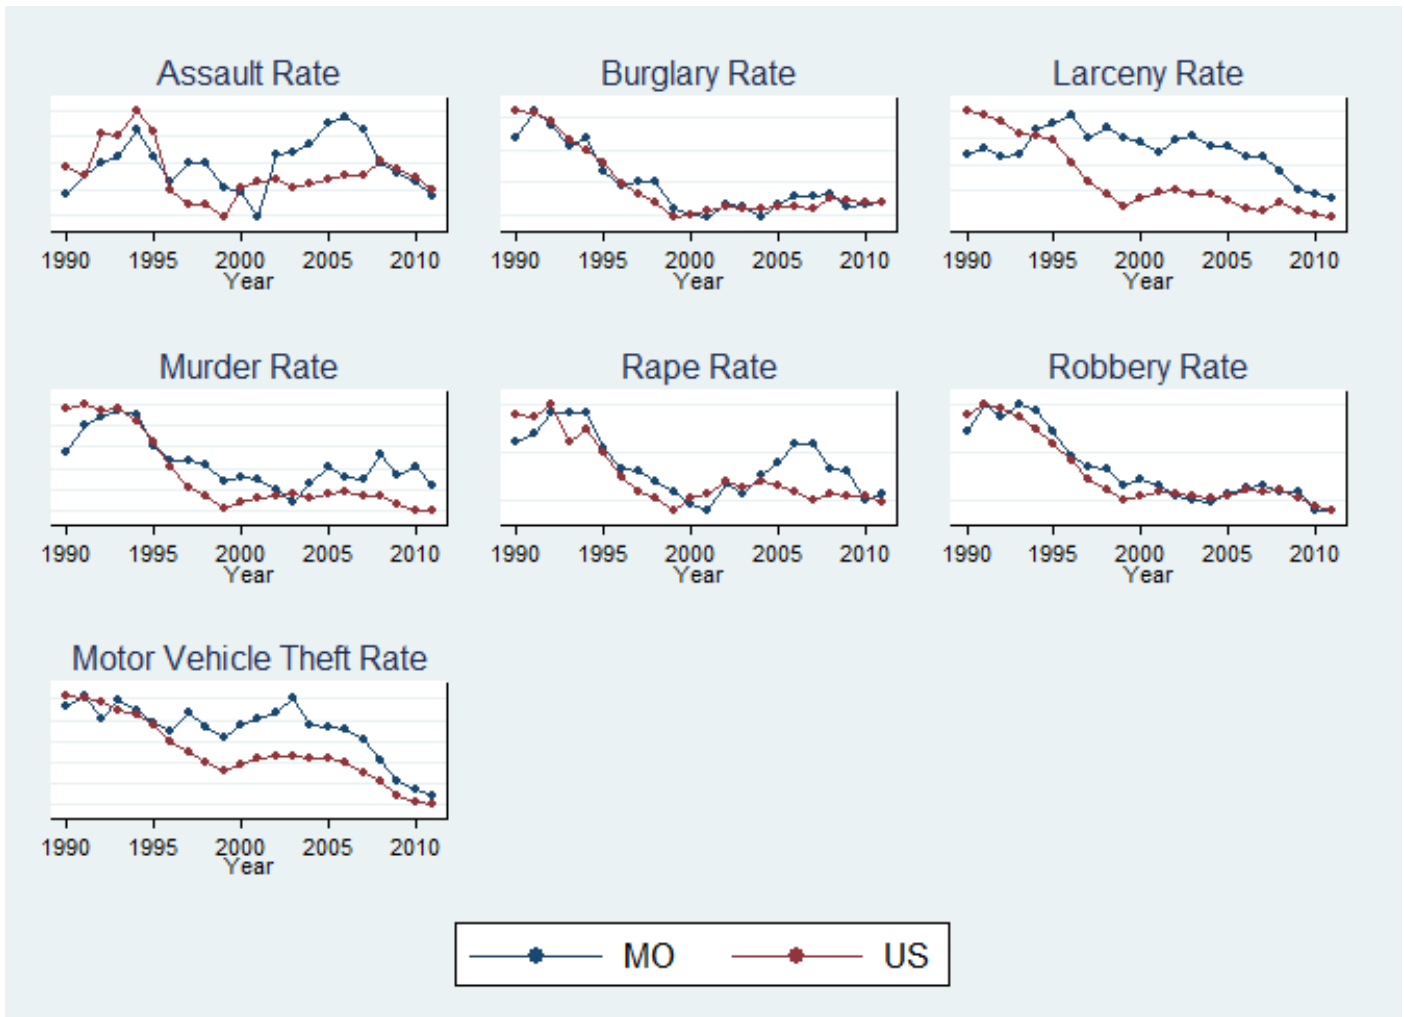 Assault Rate
Burglary Rate
Larceny Rate
1990 1995 2000 2005 2010
Year
1990 1995 2000 2005 2010
Year
1990 1995 2000 2005 2010
Year
Murder Rate
Rape Rate
Robbery Rate
1990 1995 2000 2005 2010
Year
1990 1995 2000 2005 2010
Year
1990 1995 2000 2005 2010
Year
Motor Vehicle Theft Rate
1990 1995 2000 2005 2010
Year
MO US